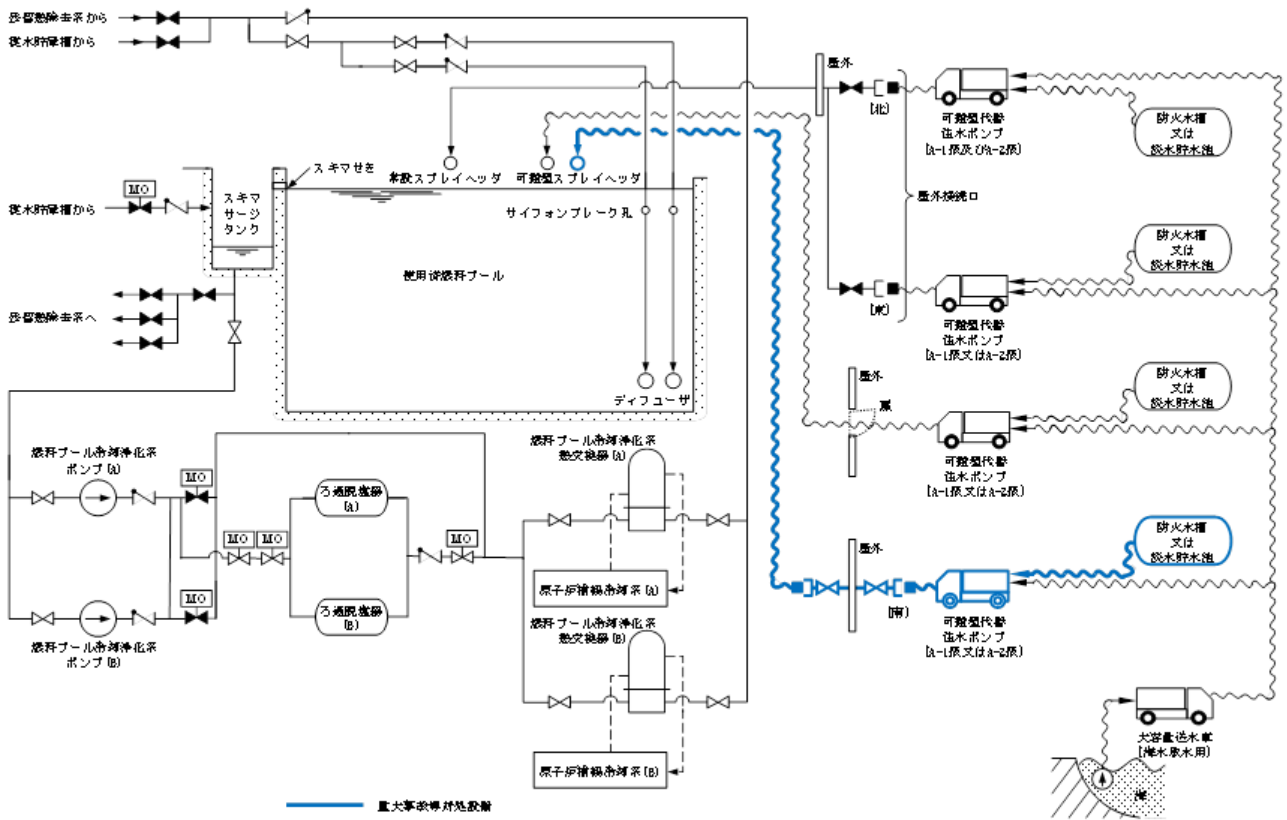 残留熱除去系から
復水貯蔵槽から
屋外
[北]
可搬型代替
注水ポンプ
(A-1級及びA-2級)
防火水槽
又は
淡水貯水池
スキマせき
常設スプレイヘッダ
可搬型スプレイヘッダ
屋外接続口
MO
復水貯蔵槽から
スキマ
サージ
タンク
サイフォンブレーク孔
使用済燃料プール
防火水槽
又は
淡水貯水池
[東]
可搬型代替
注水ポンプ
(A-1級又はA-2級)
残留熱除去系へ
ディフューザ
屋外
扉
防火水槽
又は
淡水貯水池
可搬型代替
注水ポンプ
(A-1級又はA-2級)
燃料プール冷却浄化系
ポンプ(A)
MO
ろ過脱塩器
(A)
MO
MO
MO
燃料プール冷却浄化系
熱交換器(A)
原子炉補機冷却系(A)
MO
ろ過脱塩器
(B)
燃料プール冷却浄化系
ポンプ(B)
燃料プール冷却浄化系
熱交換器(B)
原子炉補機冷却系(B)
屋外
防火水槽
又は
淡水貯水池
[南]
可搬型代替
注水ポンプ
(A-1級又はA-2級)
大容量送水車
(海水取水用)
海
重大事故等対処設備